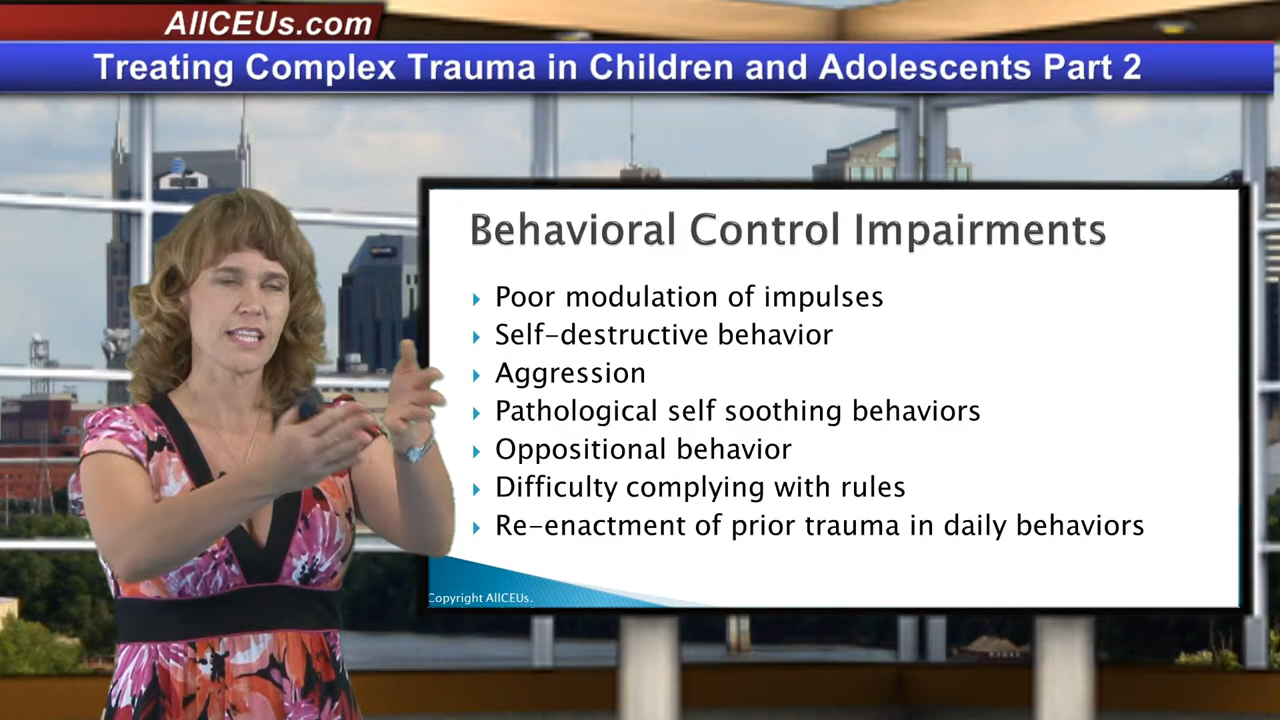 AllCEUs.com
Treating Complex Trauma in Children and Adolescents Part 2
Behavioral Control Impairments
Poor modulation of impulses
Self-destructive behavior
Aggression
Pathological self soothing behaviors
Oppositional behavior
Difficulty complying with rules
Re-enactment of prior trauma in daily behaviors
Copyright AllCEUs.